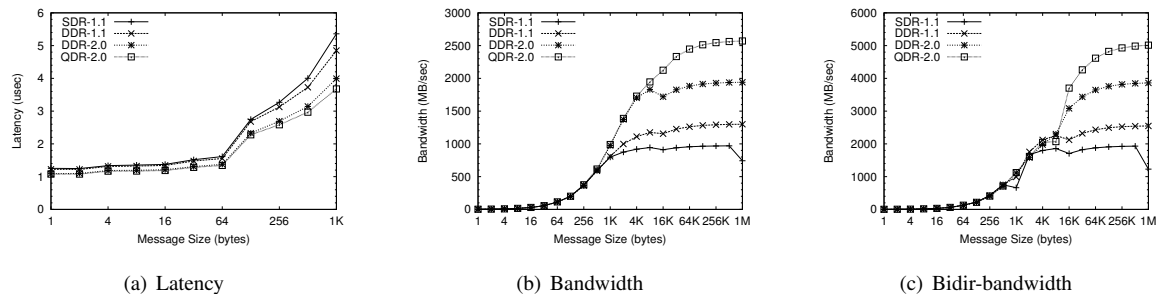 SDR-1.1
DDR-1.1
DDR-2.0
QDR-2.0
6
5
4
3
2
1
0
Latency (usec)
1 4 16 64 256 1K
Message Size (bytes)
(a) Latency
SDR-1.1
DDR-1.1
DDR-2.0
QDR-2.0
3000
2500
2000
1500
1000
500
0
Bandwidth (MB/sec)
1 4 16 64 256 1K 4K 16K 64K 256K 1M
Message Size (bytes)
(b) Bandwidth
SDR-1.1
DDR-1.1
DDR-2.0
QDR-2.0
6000
5000
4000
3000
2000
1000
0
Bandwidth (MB/sec)
1 4 16 64 256 1K 4K 16K 64K 256K 1M
Message Size (bytes)
(c) Bidir-bandwidth